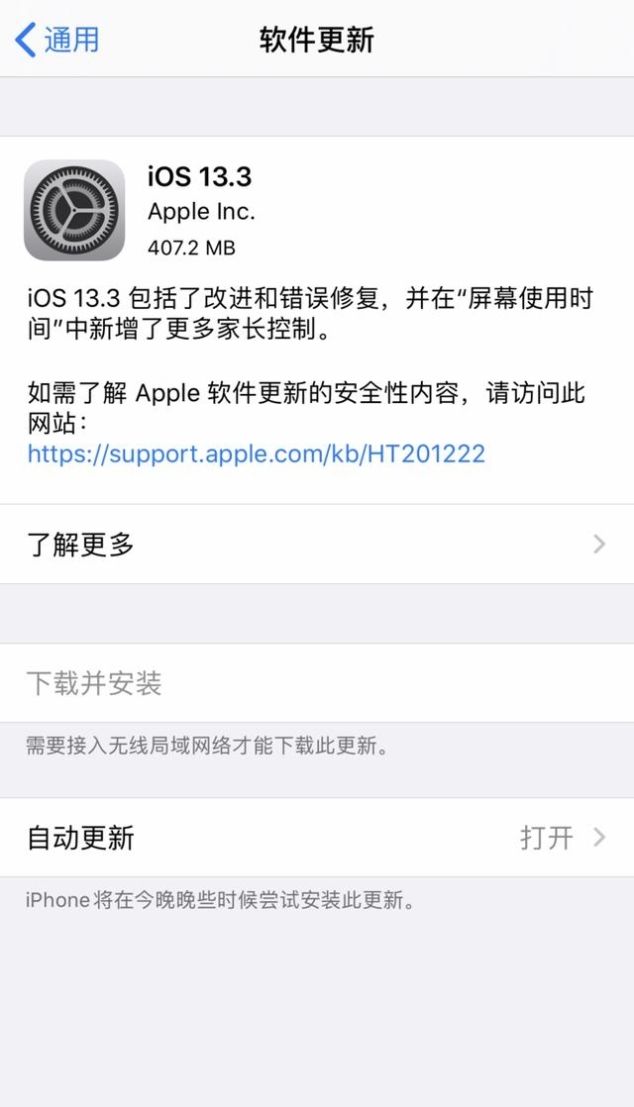 通用
软件更新
iOS 13.3
Apple Inc.
407.2 MB
iOS 13.3 包括了改进和错误修复，并在“屏幕使用时
间”中新增了更多家长控制。
如需了解 Apple 软件更新的安全性内容，请访问此
网站：
https://support.apple.com/kb/HT201222
了解更多
下载并安装
需要接入无线局域网络才能下载此更新。
自动更新
打开
iPhone将在今晚晚些时候尝试安装此更新。